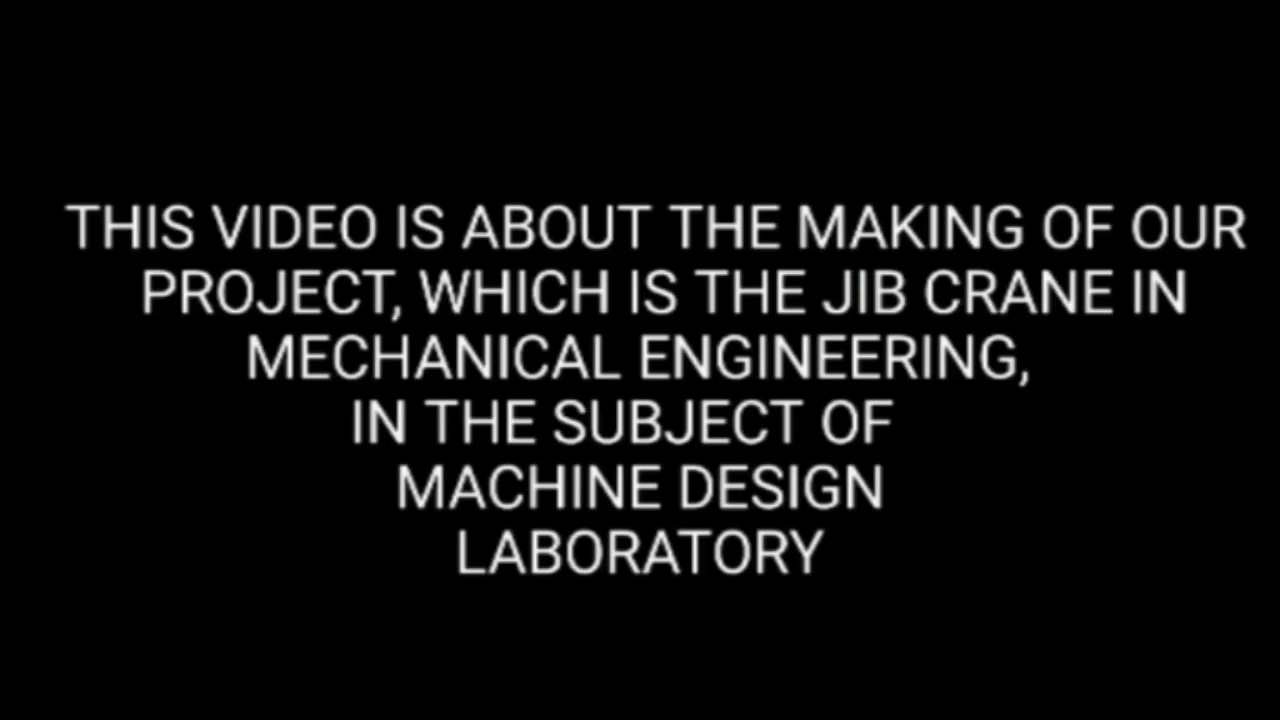 THIS VIDEO IS ABOUT THE MAKING OF OUR
PROJECT, WHICH IS THE JIB CRANE IN
MECHANICAL ENGINEERING,
IN THE SUBJECT OF
MACHINE DESIGN
LABORATORY